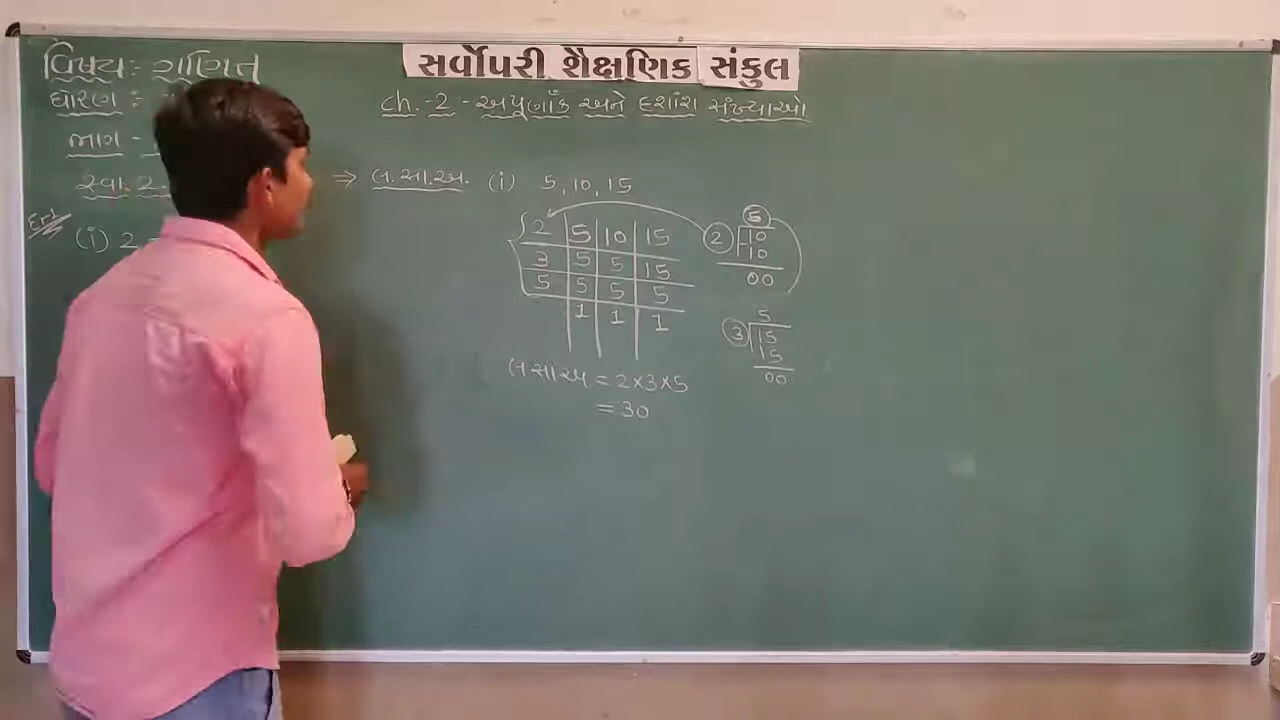 સર્વોપરી શૈક્ષણિક સંકુલ
વિષય : ગણિત
ધોરણ :
ch.-2 - અપૂર્ણાંક અને દશાંશ સંખ્યાઓ
ભાગ -
સ્વા. 2.
⇒ લ.સા.અ. (i) 5, 10, 15
(i) 2
2 5 10 15
3 5 5 15
5 5 5 5
1 1 1
5
2 10
-10
00
5
3 15
15
00
લસાઅ = 2×3×5
= 30